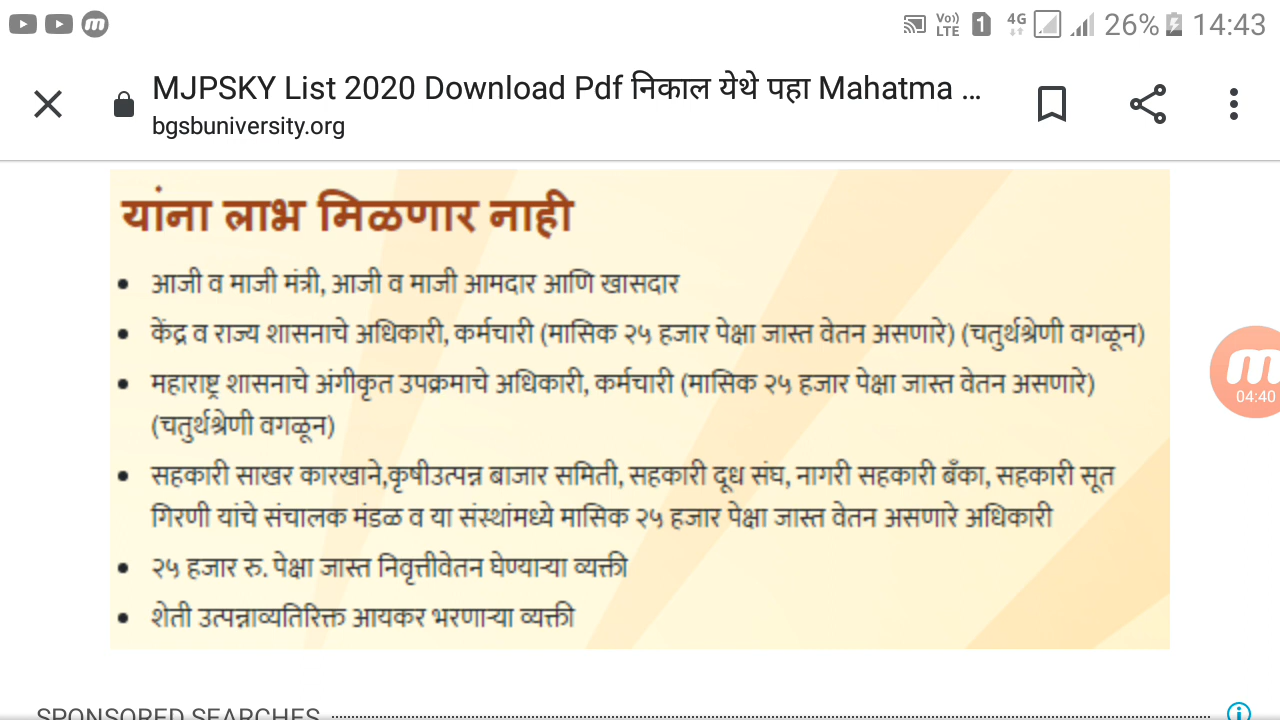 Vo)) LTE 1 4G 26% 14:43
MJPSKY List 2020 Download Pdf निकाल येथे पहा Mahatma ...
bgsbuniversity.org
यांना लाभ मिळणार नाही
• आजी व माजी मंत्री, आजी व माजी आमदार आणि खासदार
• केंद्र व राज्य शासनाचे अधिकारी, कर्मचारी (मासिक २५ हजार पेक्षा जास्त वेतन असणारे) (चतुर्थश्रेणी वगळून)
• महाराष्ट्र शासनाचे अंगीकृत उपक्रमाचे अधिकारी, कर्मचारी (मासिक २५ हजार पेक्षा जास्त वेतन असणारे)
(चतुर्थश्रेणी वगळून)
• सहकारी साखर कारखाने,कृषीउत्पन्न बाजार समिती, सहकारी दूध संघ, नागरी सहकारी बँका, सहकारी सूत
गिरणी यांचे संचालक मंडळ व या संस्थांमध्ये मासिक २५ हजार पेक्षा जास्त वेतन असणारे अधिकारी
• २५ हजार रु. पेक्षा जास्त निवृत्तीवेतन घेण्याऱ्या व्यक्ती
• शेती उत्पन्नाव्यतिरिक्त आयकर भरणाऱ्या व्यक्ती
04:40
SPONSORED SEARCHES